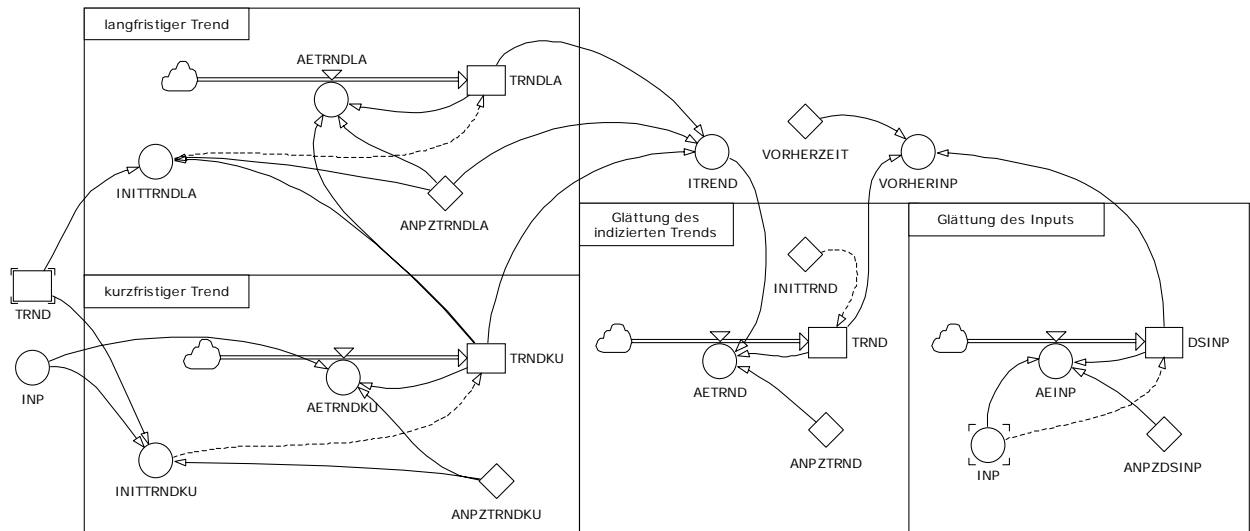 langfristiger Trend
AETRNDLA
TRNDLA
INITTRNDLA
ANPZTRNDLA
TRND
INP
kurzfristiger Trend
TRNDKU
AETRNDKU
INITTRNDKU
ANPZTRNDKU
ITREND
VORHERZEIT
VORHERINP
Glättung des
indizierten Trends
INITTRND
TRND
AETRND
ANPZTRND
Glättung des Inputs
DSINP
AEINP
INP
ANPZDSINP